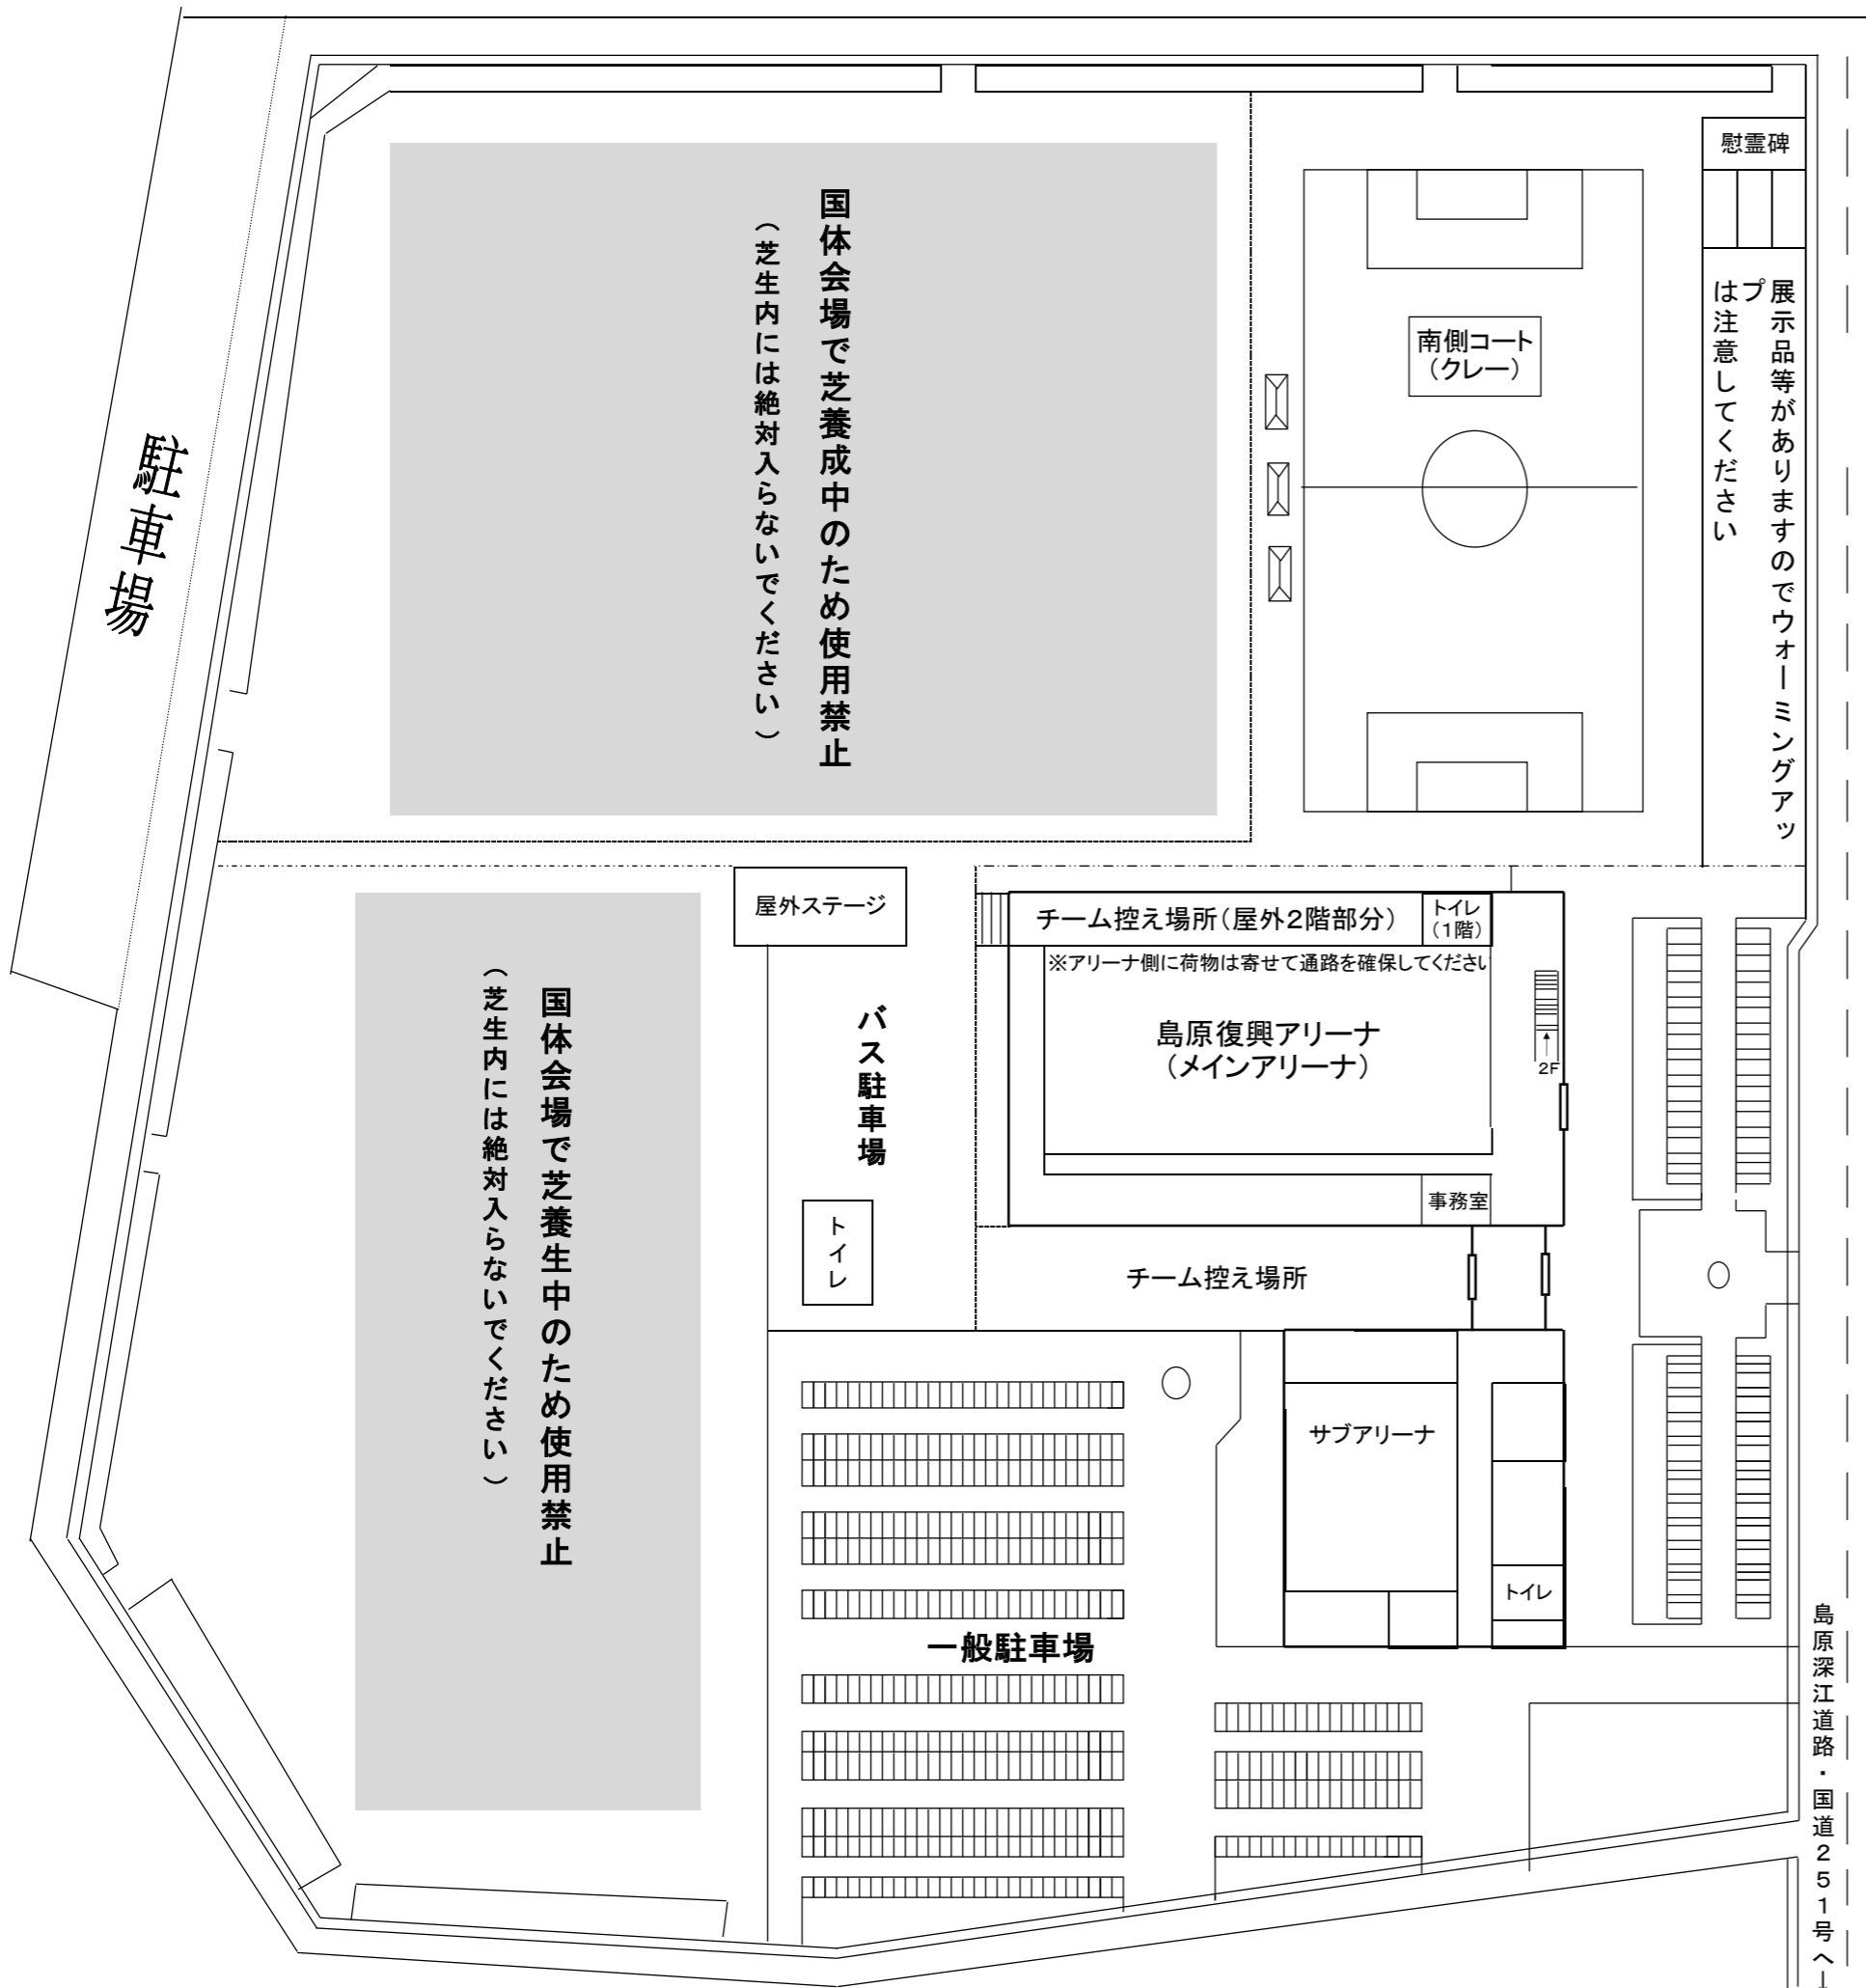 慰霊碑
南側コート
（クレー）
展示品等がありますのでウォーミングアッ
プ
は注意してください
国体会場で芝養成中のため使用禁止
（芝生内には絶対入らないでください）
駐車場
屋外ステージ
チーム控え場所（屋外2階部分）
トイレ
（1階）
※アリーナ側に荷物は寄せて通路を確保してください
島原復興アリーナ
（メインアリーナ）
2F
バス駐車場
国体会場で芝養生中のため使用禁止
（芝生内には絶対入らないでください）
事務室
トイレ
チーム控え場所
サブアリーナ
トイレ
一般駐車場
島原深江道路・国道251号へ↓